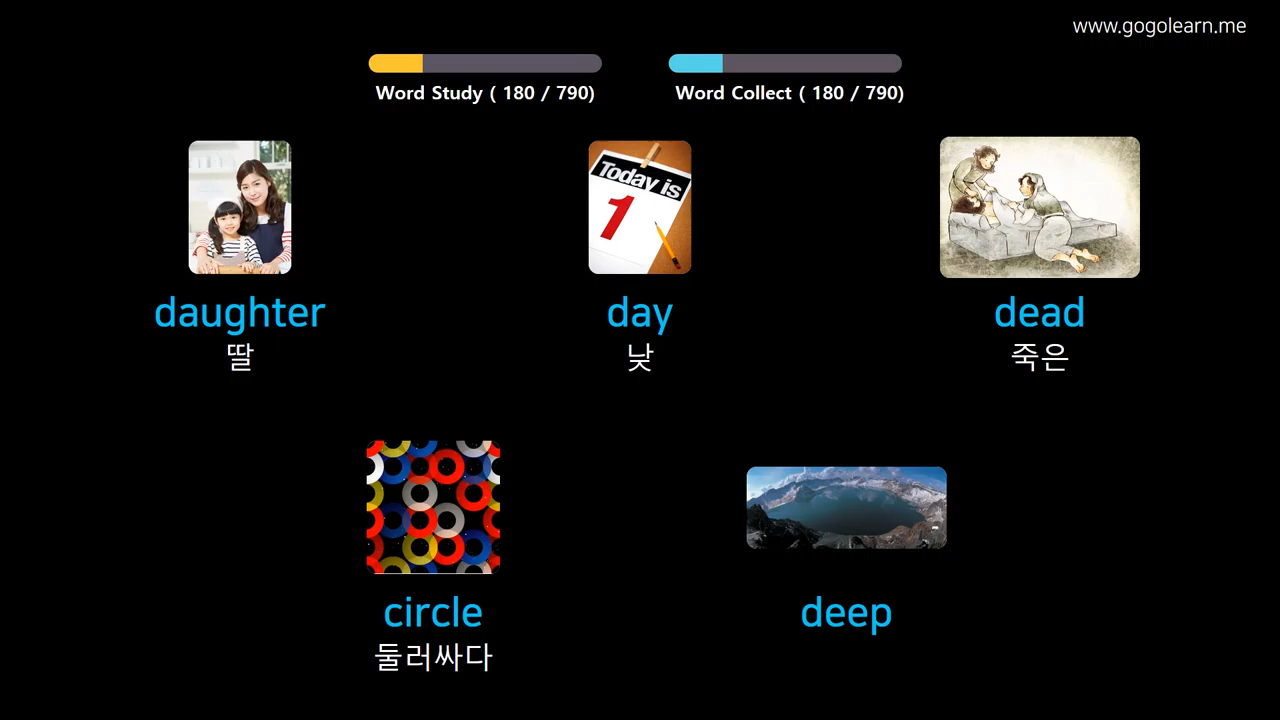 www.gogolearn.me
Word Study ( 180 / 790)
Word Collect ( 180 / 790)
Today is
1
daughter
딸
day
낮
dead
죽은
circle
둘러싸다
deep